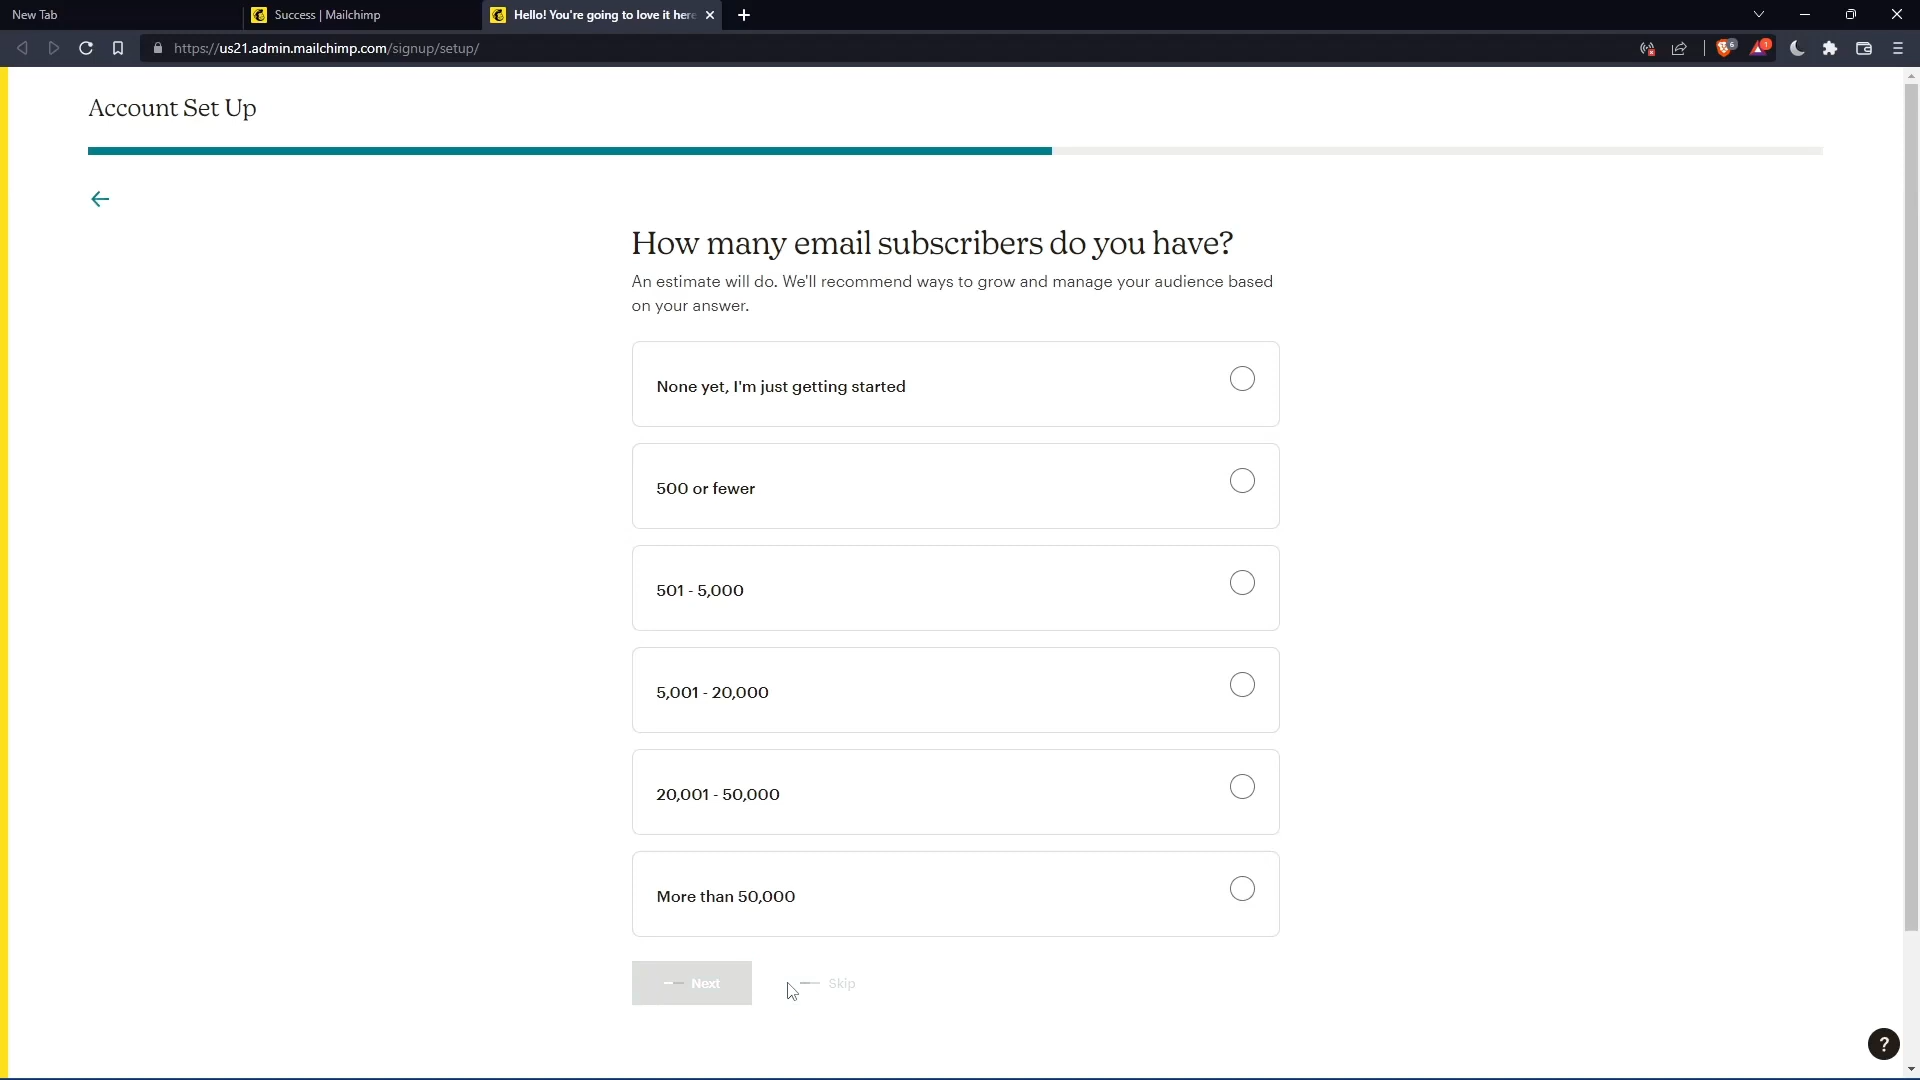 New Tab
Success | Mailchimp
Hello! You're going to love it here
https://us21.admin.mailchimp.com/signup/setup/
6
1
Account Set Up
How many email subscribers do you have?
An estimate will do. We'll recommend ways to grow and manage your audience based
on your answer.
None yet, I'm just getting started
500 or fewer
501 - 5,000
5,001 - 20,000
20,001 - 50,000
More than 50,000
Next
Skip
?